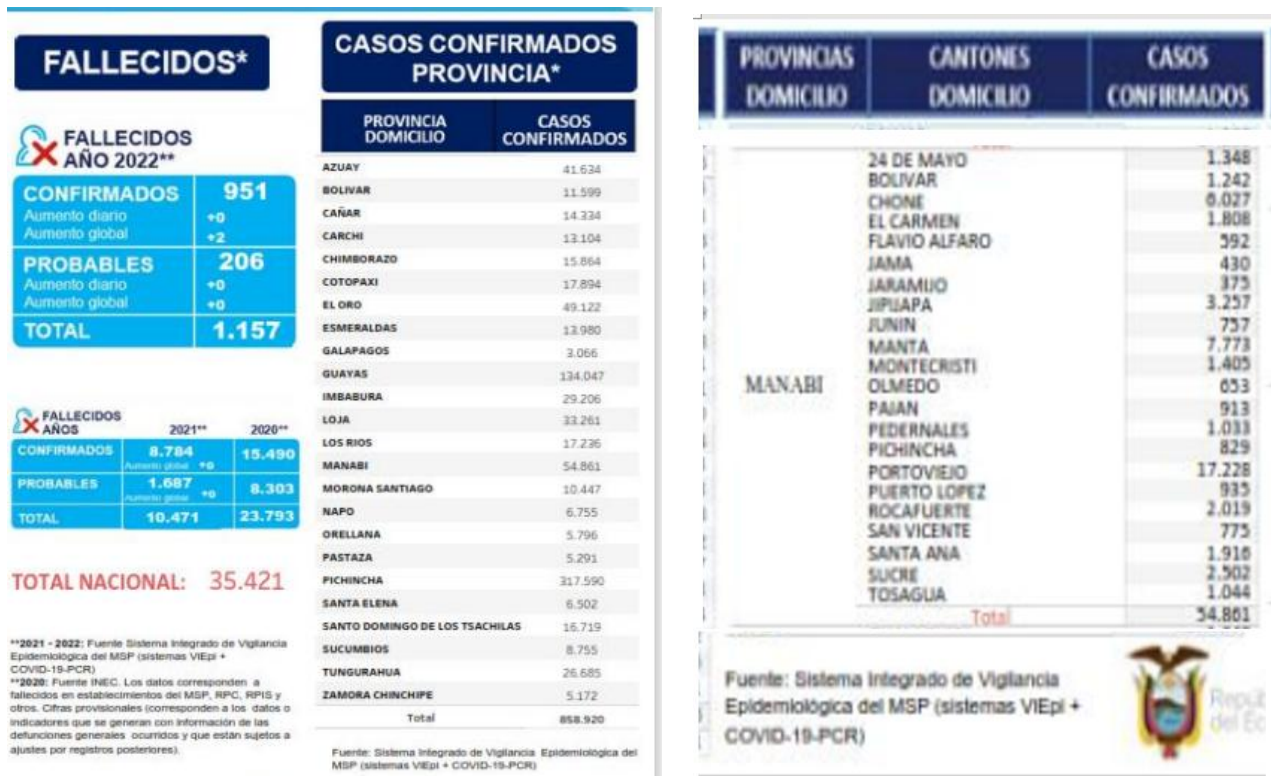 FALLECIDOS*
FALLECIDOS
AÑO 2022**
CONFIRMADOS 951
Aumento diario +0
Aumento global +2
PROBABLES 206
Aumento diario +0
Aumento global +0
TOTAL 1.157
FALLECIDOS
AÑOS 2021** 2020**
CONFIRMADOS 8.784 15.490
Aumento global +0
PROBABLES 1.687 8.303
Aumento global +0
TOTAL 10.471 23.793
TOTAL NACIONAL: 35.421
**2021 - 2022: Fuente Sistema Integrado de Vigilancia
Epidemiológica del MSP (sistemas VIEpi +
COVID-19-PCR)
**2020: Fuente INEC. Los datos corresponden a
fallecidos en establecimientos del MSP, RPC, RPIS y
otros. Cifras provisionales (corresponden a los datos o
indicadores que se generan con información de las
defunciones generales ocurridos y que están sujetos a
ajustes por registros posteriores).
CASOS CONFIRMADOS
PROVINCIA*
PROVINCIA DOMICILIO CASOS CONFIRMADOS
AZUAY 41.634
BOLIVAR 11.599
CAÑAR 14.334
CARCHI 13.104
CHIMBORAZO 15.864
COTOPAXI 17.894
EL ORO 49.122
ESMERALDAS 13.980
GALAPAGOS 3.066
GUAYAS 134.047
IMBABURA 29.206
LOJA 33.261
LOS RIOS 17.236
MANABI 54.861
MORONA SANTIAGO 10.447
NAPO 6.755
ORELLANA 5.796
PASTAZA 5.291
PICHINCHA 317.590
SANTA ELENA 6.502
SANTO DOMINGO DE LOS TSACHILAS 16.719
SUCUMBIOS 8.755
TUNGURAHUA 26.685
ZAMORA CHINCHIPE 5.172
Total 858.920
Fuente: Sistema Integrado de Vigilancia Epidemiológica del
MSP (sistemas VIEpi + COVID-19-PCR)
PROVINCIAS DOMICILIO CANTONES DOMICILIO CASOS CONFIRMADOS
24 DE MAYO 1.348
BOLIVAR 1.242
CHONE 6.027
EL CARMEN 1.808
FLAVIO ALFARO 592
JAMA 430
JARAMIJO 375
JIPIJAPA 3.257
JUNIN 757
MANTA 7.773
MONTECRISTI 1.405
MANABI OLMEDO 653
PAJAN 913
PEDERNALES 1.033
PICHINCHA 829
PORTOVIEJO 17.228
PUERTO LOPEZ 935
ROCAFUERTE 2.019
SAN VICENTE 775
SANTA ANA 1.916
SUCRE 2.502
TOSAGUA 1.044
Total 54.861
Fuente: Sistema Integrado de Vigilancia
Epidemiológica del MSP (sistemas VIEpi +
COVID-19-PCR)